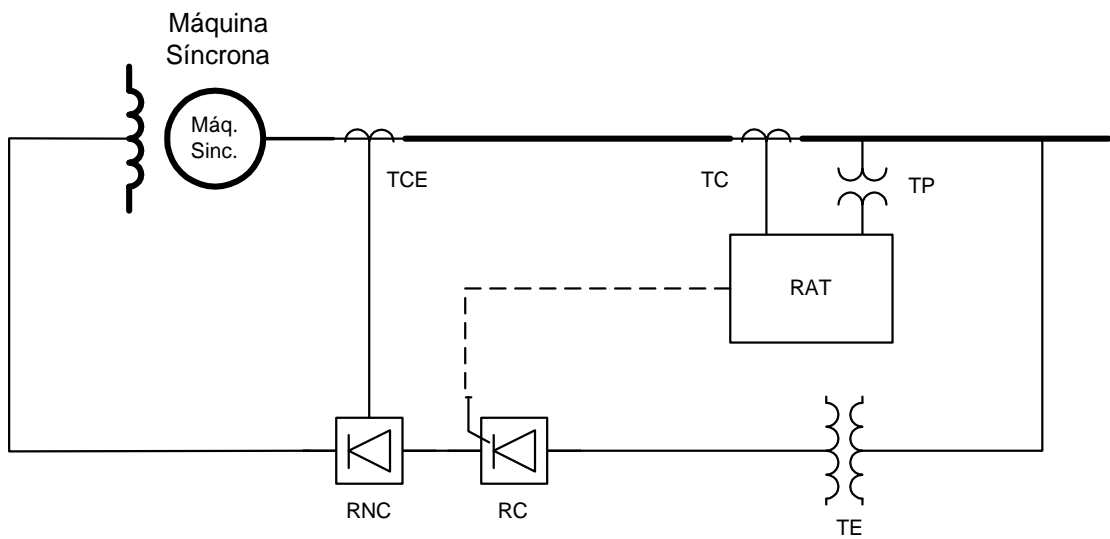 Máquina
Síncrona
Máq.
Sinc.
TCE
TC
TP
RAT
RNC
RC
TE